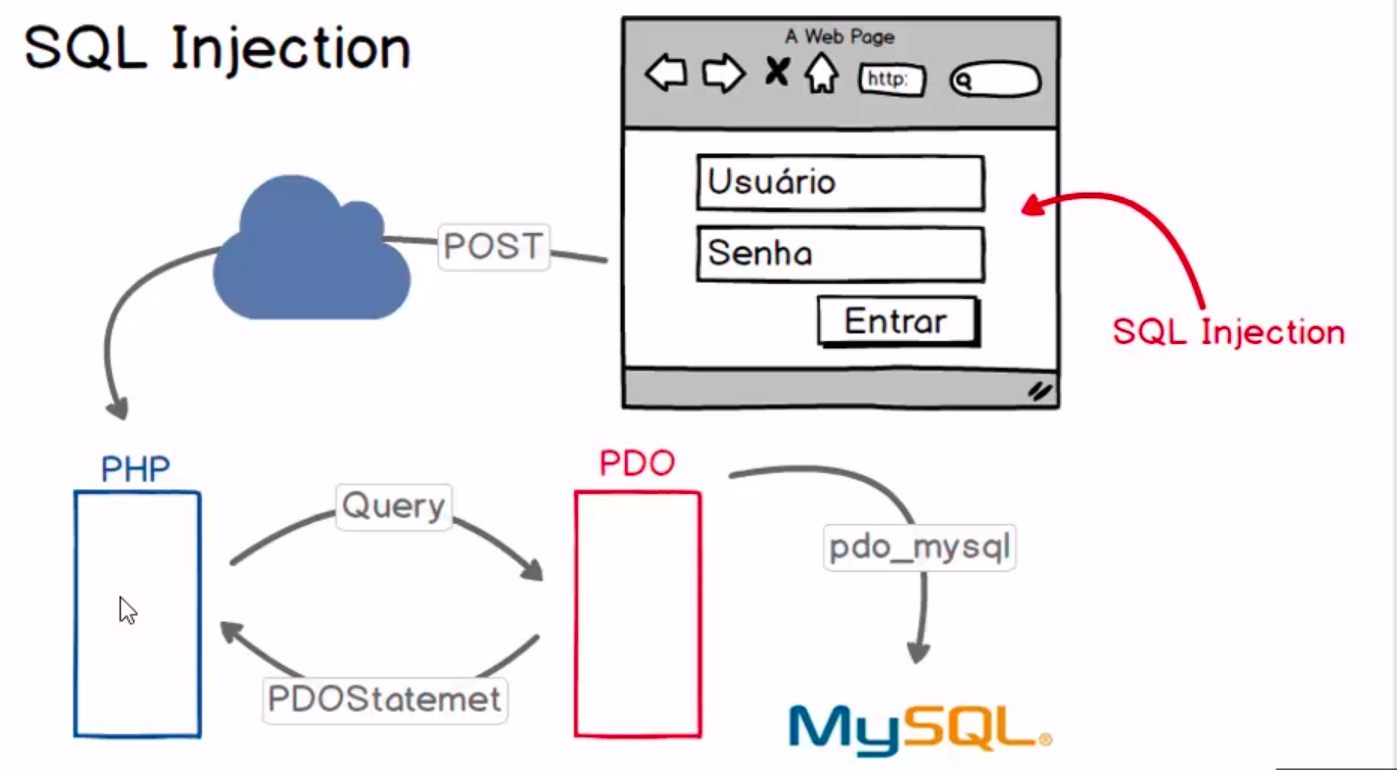 SQL Injection
A Web Page
http:
Usuário
Senha
Entrar
POST
SQL Injection
PHP
PDO
Query
pdo_mysql
PDOStatemet
MySQL®